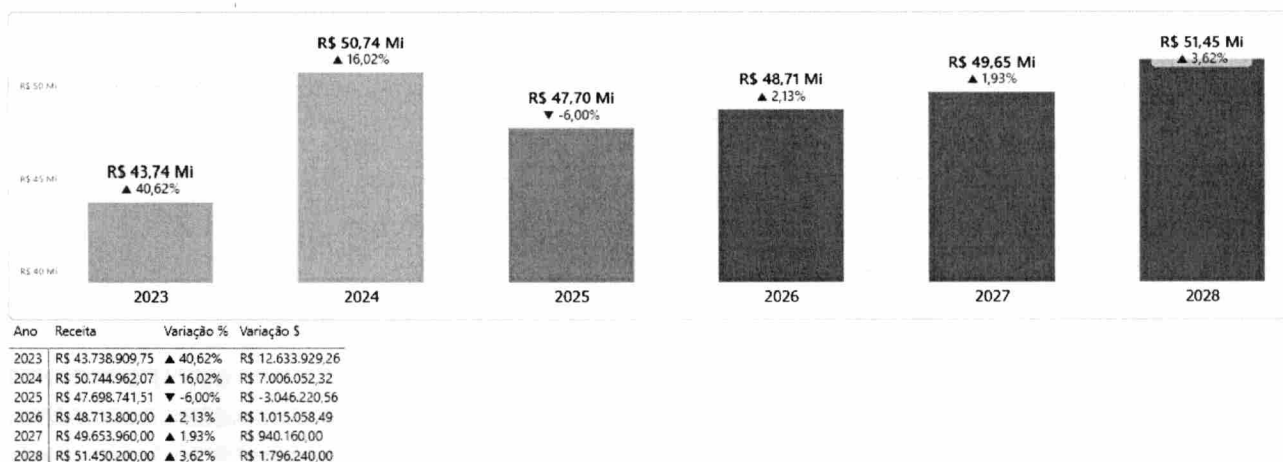 R$ 50,74 Mi
▲ 16,02%
R$ 51,45 Mi
▲ 3,62%
R$ 49,65 Mi
▲ 1,93%
R$ 50 Mi
R$ 47,70 Mi
▼ -6,00%
R$ 48,71 Mi
▲ 2,13%
R$ 43,74 Mi
▲ 40,62%
R$ 45 Mi
R$ 40 Mi
2023 2024 2025 2026 2027 2028
Ano Receita Variação % Variação $
2023 R$ 43.738.909,75 ▲ 40,62% R$ 12.633.929,26
2024 R$ 50.744.962,07 ▲ 16,02% R$ 7.006.052,32
2025 R$ 47.698.741,51 ▼ -6,00% R$ -3.046.220,56
2026 R$ 48.713.800,00 ▲ 2,13% R$ 1.015.058,49
2027 R$ 49.653.960,00 ▲ 1,93% R$ 940.160,00
2028 R$ 51.450.200,00 ▲ 3,62% R$ 1.796.240,00